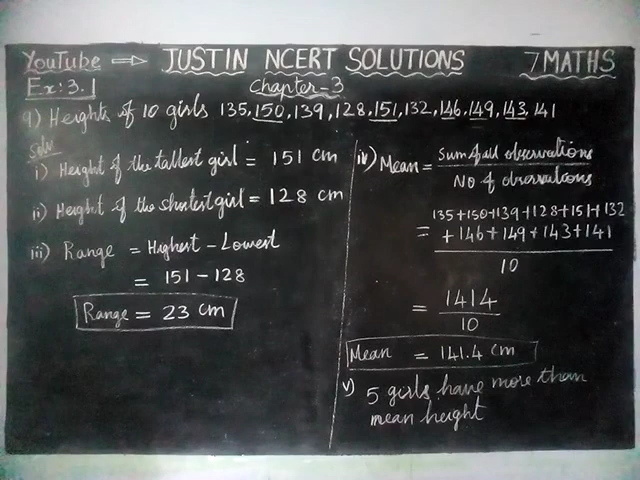 YouTube ⇒ JUSTIN NCERT SOLUTIONS 7 MATHS
Ex: 3.1 Chapter-3
9) Heights of 10 girls 135, 150, 139, 128, 151, 132, 146, 149, 143, 141
Soln
i) Height of the tallest girl = 151 cm
ii) Height of the shortest girl = 128 cm
iii) Range = Highest - Lowest
= 151 - 128
Range = 23 cm
iv) Mean = Sum of all observations
No of observations
= 135+150+139+128+151+132
+146+149+143+141
10
= 1414
10
Mean = 141.4 cm
v) 5 girls have more than
mean height